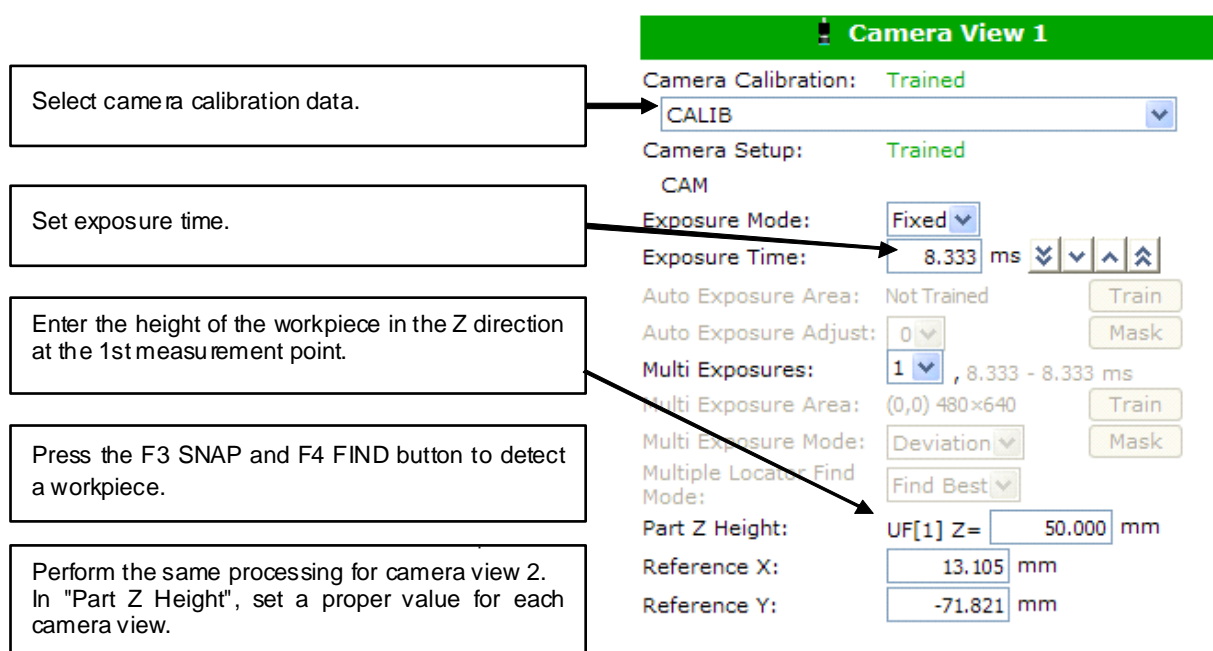 Camera View 1
Select camera calibration data.
Camera Calibration: Trained
CALIB
Camera Setup: Trained
CAM
Set exposure time.
Exposure Mode: Fixed
Exposure Time: 8.333 ms
Auto Exposure Area: Not Trained Train
Auto Exposure Adjust: 0 Mask
Enter the height of the workpiece in the Z direction
at the 1st measurement point.
Multi Exposures: 1 , 8.333 - 8.333 ms
Multi Exposure Area: (0,0) 480×640 Train
Multi Exposure Mode: Deviation Mask
Multiple Locator Find
Mode: Find Best
Press the F3 SNAP and F4 FIND button to detect
a workpiece.
Part Z Height: UF[1] Z= 50.000 mm
Reference X: 13.105 mm
Reference Y: -71.821 mm
Perform the same processing for camera view 2.
In "Part Z Height", set a proper value for each
camera view.